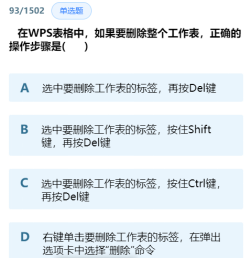 93/1502 单选题
在WPS表格中，如果要删除整个工作表，正确的
操作步骤是(　　)
A 选中要删除工作表的标签，再按Del键
B 选中要删除工作表的标签，按住Shift
键，再按Del键
C 选中要删除工作表的标签，按住Ctrl键，
再按Del键
D 右键单击要删除工作表的标签，在弹出
选项卡中选择“删除”命令